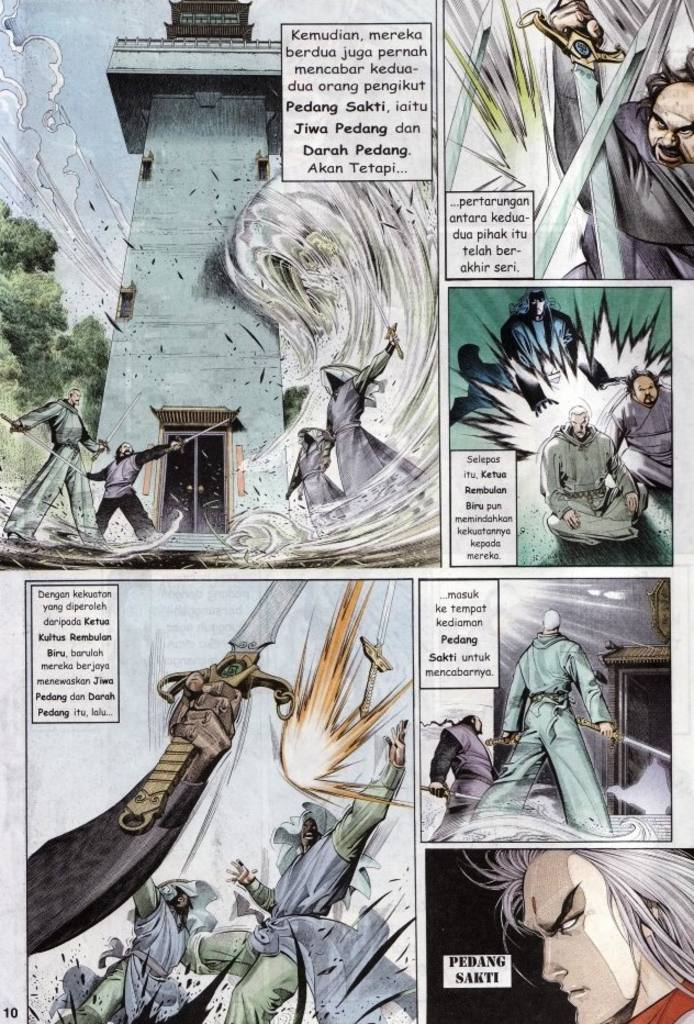 Kemudian, mereka
berdua juga pernah
mencabar kedua-
dua orang pengikut
Pedang Sakti, iaitu
Jiwa Pedang dan
Darah Pedang.
Akan Tetapi...
...pertarungan
antara kedua-
dua pihak itu
telah ber-
akhir seri.
Selepas
itu, Ketua
Rembulan
Biru pun
memindahkan
kekuatannya
kepada
mereka.
Dengan kekuatan
yang diperoleh
daripada Ketua
Kultus Rembulan
Biru, barulah
mereka berjaya
menewaskan Jiwa
Pedang dan Darah
Pedang itu, lalu...
...masuk
ke tempat
kediaman
Pedang
Sakti untuk
mencabarnya.
PEDANG
SAKTI
10